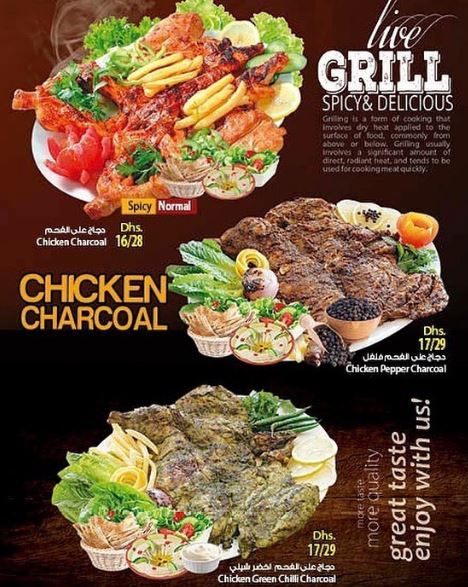 live
GRILL
SPICY& DELICIOUS
Grilling is a form of cooking that
involves dry heat applied to the
surface of food, commonly from
above or below. Grilling usually
involves a significant amount of
direct, radiant heat, and tends to be
used for cooking meat quickly.
Spicy Normal
دجاج على الفحم
Chicken Charcoal
Dhs.
16/28
CHICKEN
CHARCOAL
Dhs.
17/29
دجاج على الفحم فلفل
Chicken Pepper Charcoal
more taste
more quality
great taste
enjoy with us!
Dhs.
17/29
دجاج على الفحم اخضر شيلي
Chicken Green Chilli Charcoal